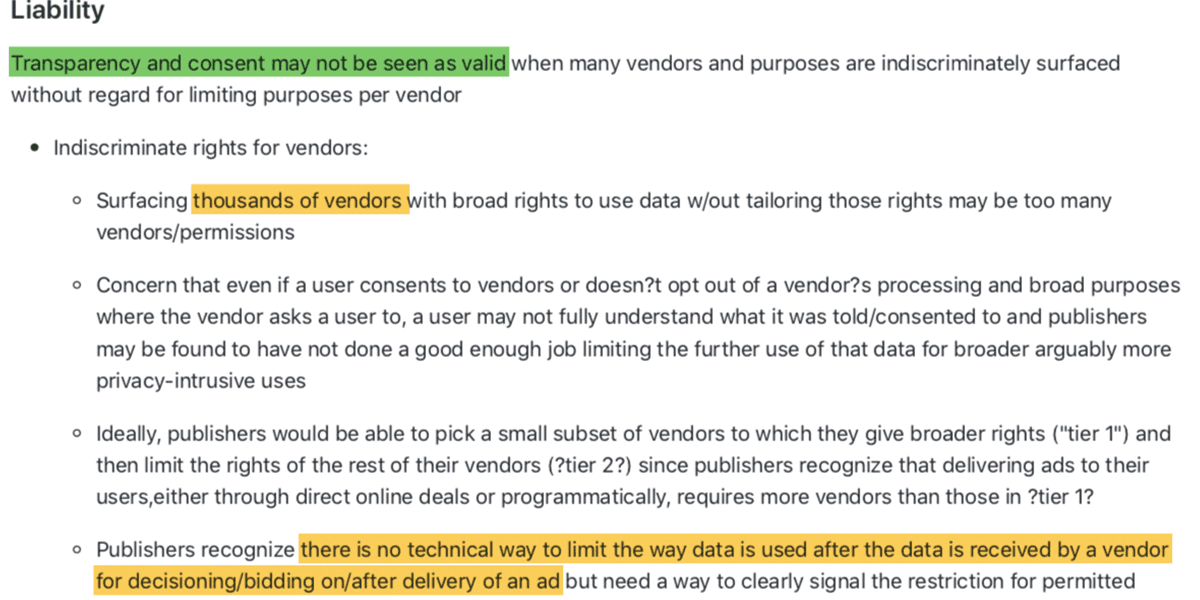 Liability
Transparency and consent may not be seen as valid when many vendors and purposes are indiscriminately surfaced
without regard for limiting purposes per vendor
• Indiscriminate rights for vendors:
◦ Surfacing thousands of vendors with broad rights to use data w/out tailoring those rights may be too many
vendors/permissions
◦ Concern that even if a user consents to vendors or doesn?t opt out of a vendor?s processing and broad purposes
where the vendor asks a user to, a user may not fully understand what it was told/consented to and publishers
may be found to have not done a good enough job limiting the further use of that data for broader arguably more
privacy-intrusive uses
◦ Ideally, publishers would be able to pick a small subset of vendors to which they give broader rights ("tier 1") and
then limit the rights of the rest of their vendors (?tier 2?) since publishers recognize that delivering ads to their
users,either through direct online deals or programmatically, requires more vendors than those in ?tier 1?
◦ Publishers recognize there is no technical way to limit the way data is used after the data is received by a vendor
for decisioning/bidding on/after delivery of an ad but need a way to clearly signal the restriction for permitted